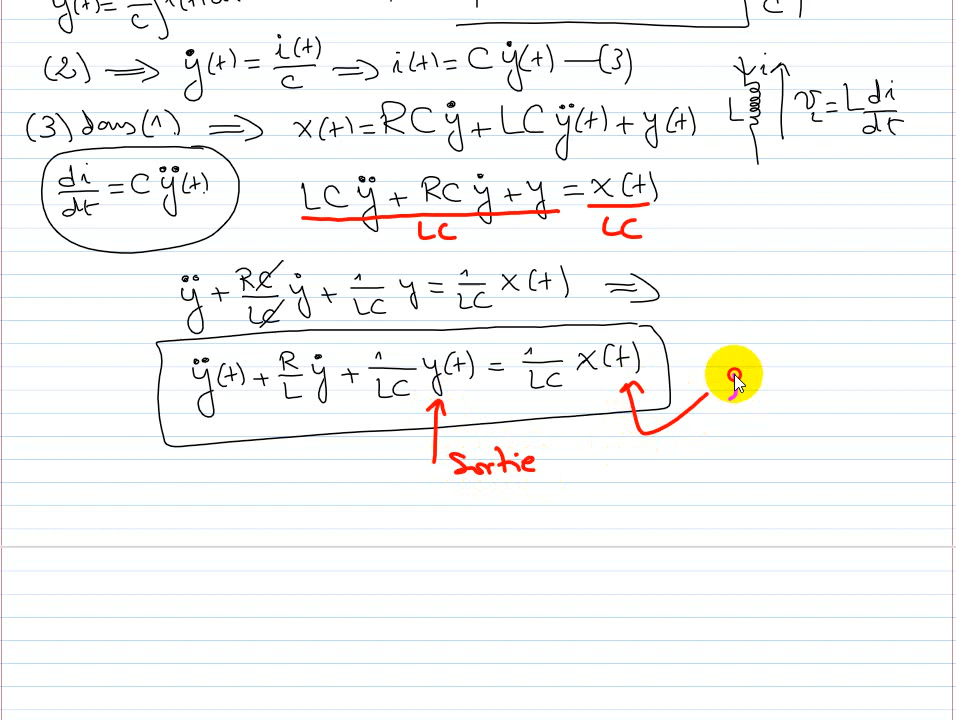 (2) ⟹ ẏ(t) = i(t)/C ⟹ i(t) = C ẏ(t) —(3)
(3) dans (1) ⟹ x(t) = RC ẏ + LC ÿ(t) + y(t)
L i v_L = L di/dt
di/dt = C ÿ(t)
LC ÿ + RC ẏ + y = x(t)
LC LC
ÿ + RC/LC ẏ + 1/LC y = 1/LC x(t) ⟹
ÿ(t) + R/L ẏ + 1/LC y(t) = 1/LC x(t)
Sortie